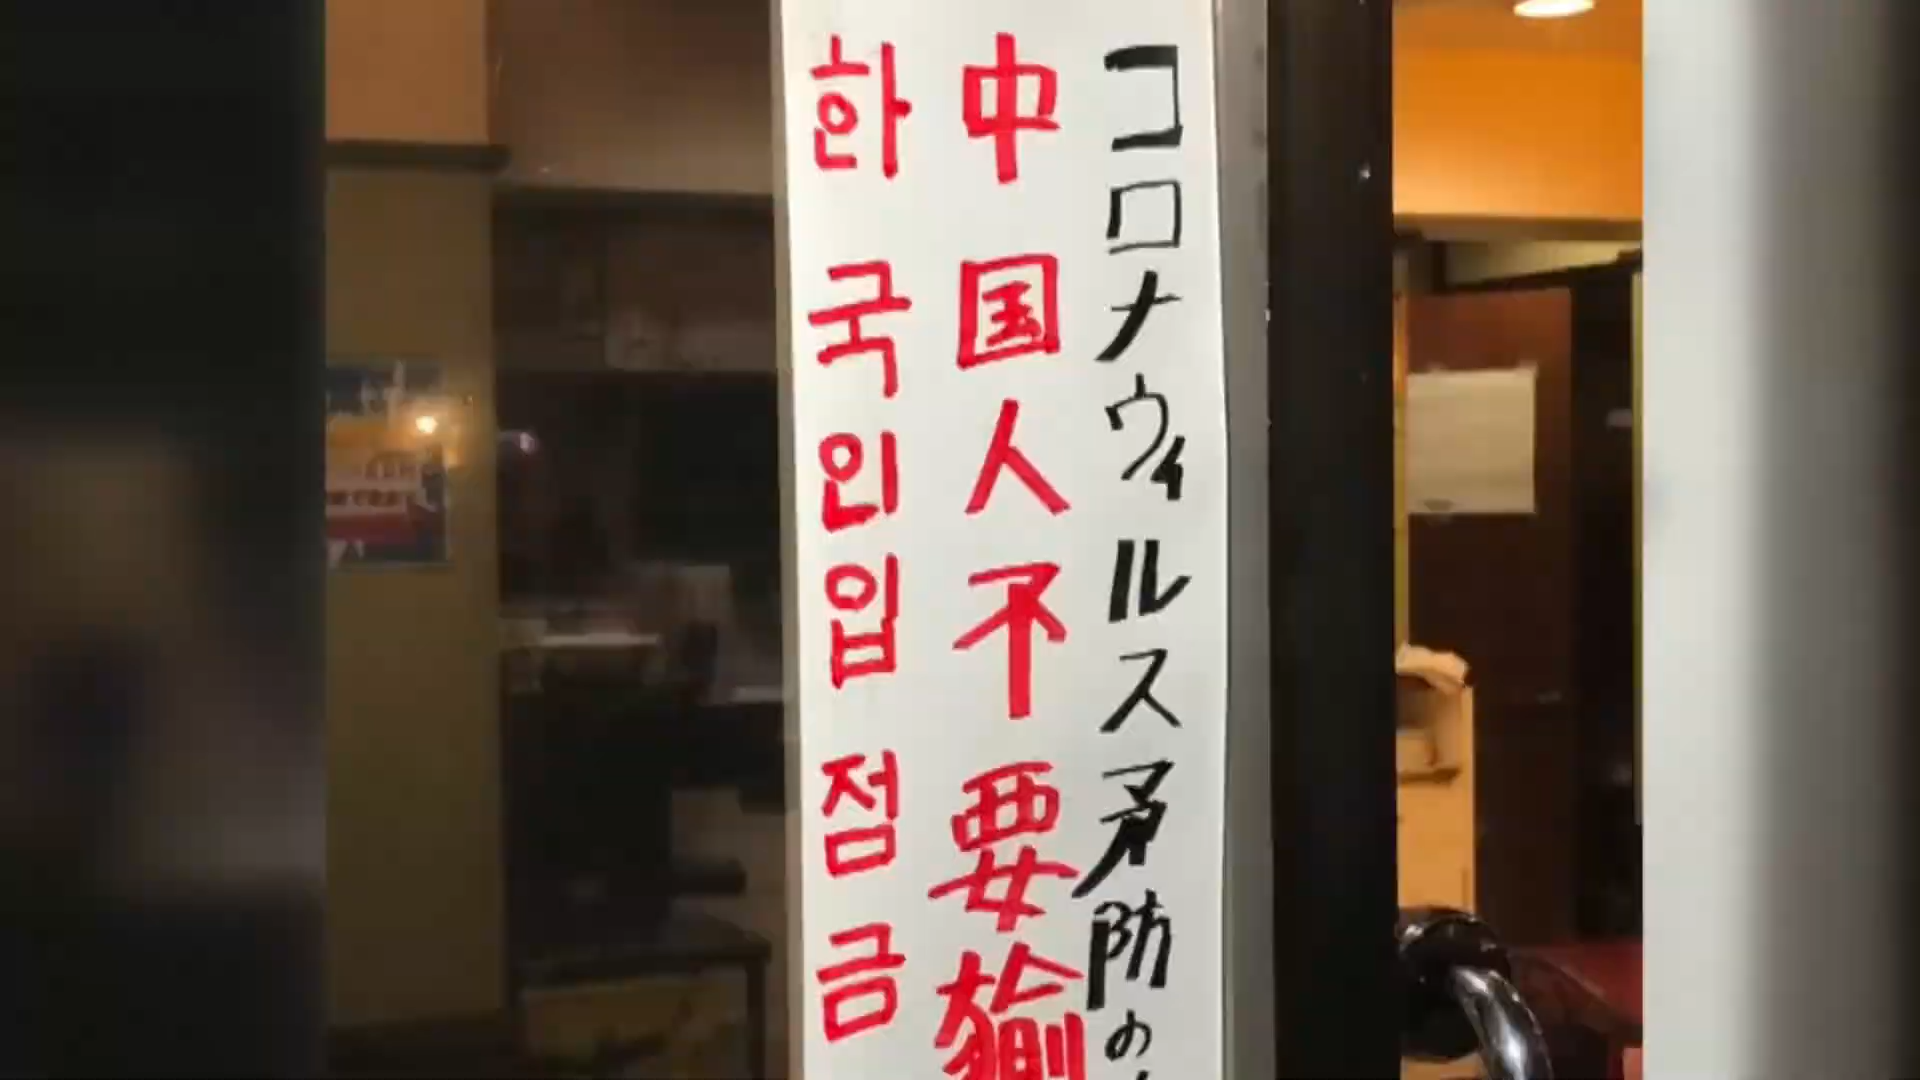 コロナウィルス予防の
中国人不要輸
한국인입점금